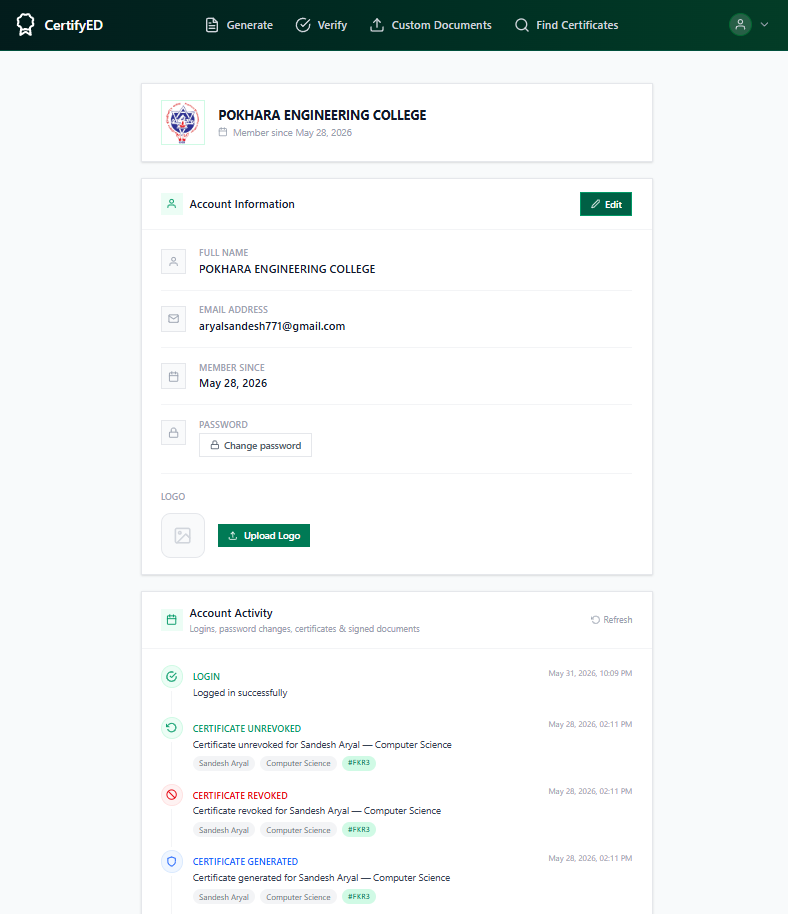 CertifyED
Generate
Verify
Custom Documents
Find Certificates
POKHARA ENGINEERING COLLEGE
Member since May 28, 2026
Account Information
Edit
FULL NAME
POKHARA ENGINEERING COLLEGE
EMAIL ADDRESS
aryalsandesh771@gmail.com
MEMBER SINCE
May 28, 2026
PASSWORD
Change password
LOGO
Upload Logo
Account Activity
Logins, password changes, certificates & signed documents
Refresh
LOGIN
May 31, 2026, 10:09 PM
Logged in successfully
CERTIFICATE UNREVOKED
May 28, 2026, 02:11 PM
Certificate unrevoked for Sandesh Aryal — Computer Science
Sandesh Aryal Computer Science #FKR3
CERTIFICATE REVOKED
May 28, 2026, 02:11 PM
Certificate revoked for Sandesh Aryal — Computer Science
Sandesh Aryal Computer Science #FKR3
CERTIFICATE GENERATED
May 28, 2026, 02:11 PM
Certificate generated for Sandesh Aryal — Computer Science
Sandesh Aryal Computer Science #FKR3